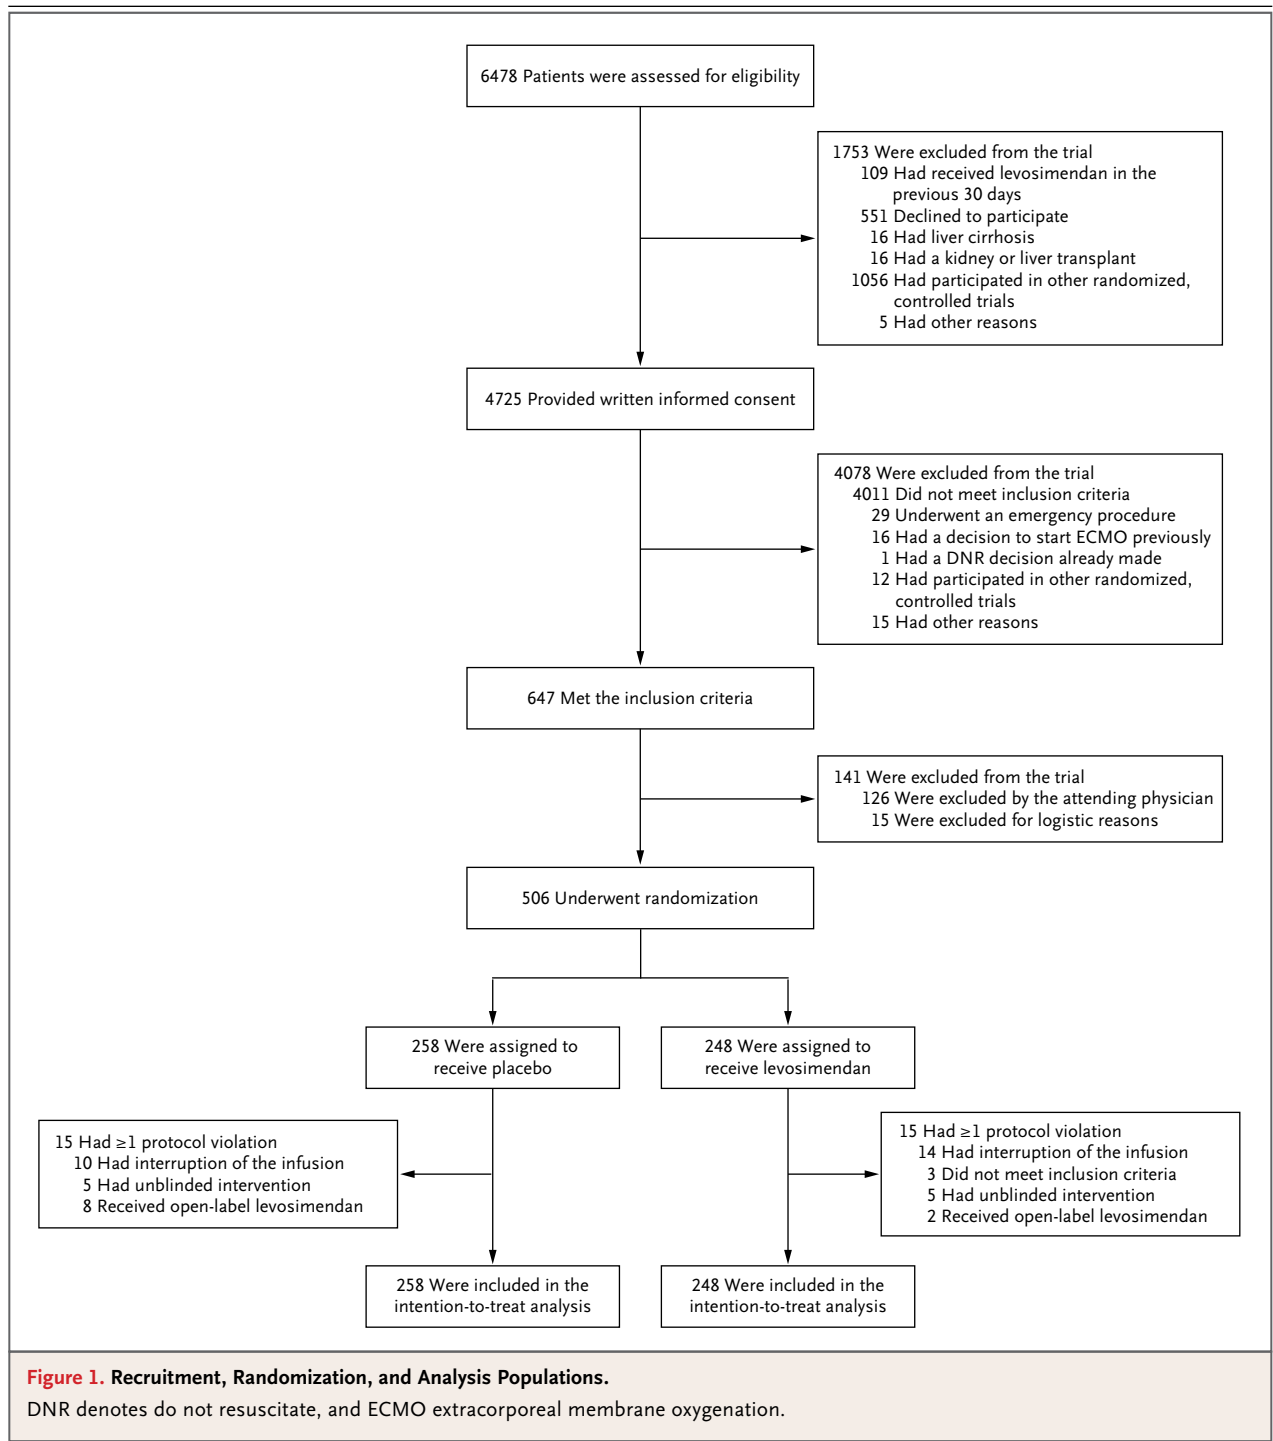 6478 Patients were assessed for eligibility
1753 Were excluded from the trial
109 Had received levosimendan in the
previous 30 days
551 Declined to participate
16 Had liver cirrhosis
16 Had a kidney or liver transplant
1056 Had participated in other randomized,
controlled trials
5 Had other reasons
4725 Provided written informed consent
4078 Were excluded from the trial
4011 Did not meet inclusion criteria
29 Underwent an emergency procedure
16 Had a decision to start ECMO previously
1 Had a DNR decision already made
12 Had participated in other randomized,
controlled trials
15 Had other reasons
647 Met the inclusion criteria
141 Were excluded from the trial
126 Were excluded by the attending physician
15 Were excluded for logistic reasons
506 Underwent randomization
258 Were assigned to
receive placebo
248 Were assigned to
receive levosimendan
15 Had ≥1 protocol violation
10 Had interruption of the infusion
5 Had unblinded intervention
8 Received open-label levosimendan
15 Had ≥1 protocol violation
14 Had interruption of the infusion
3 Did not meet inclusion criteria
5 Had unblinded intervention
2 Received open-label levosimendan
258 Were included in the
intention-to-treat analysis
248 Were included in the
intention-to-treat analysis
Figure 1. Recruitment, Randomization, and Analysis Populations.
DNR denotes do not resuscitate, and ECMO extracorporeal membrane oxygenation.